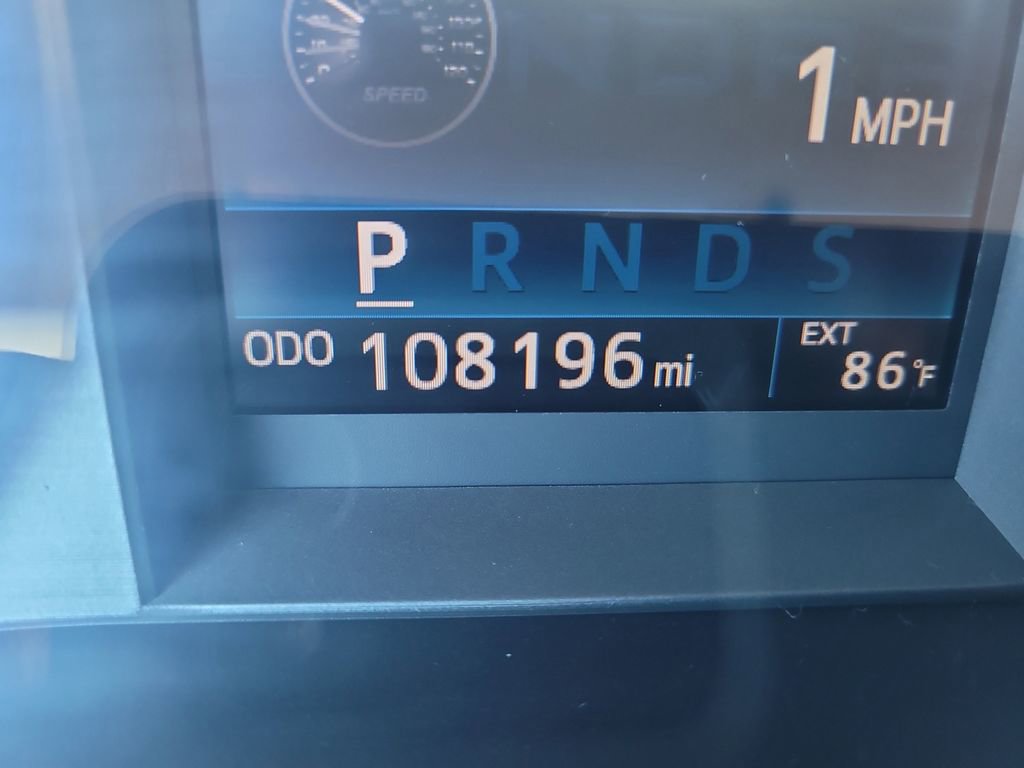 SPEED
1 MPH
P R N D S
ODO 108196 mi
EXT
86 °F